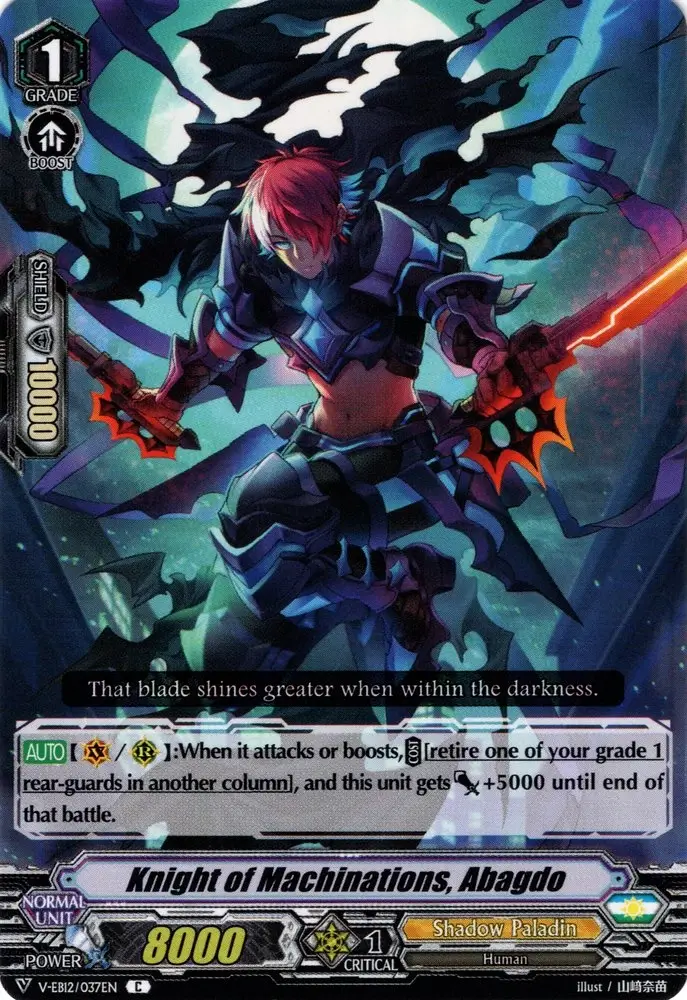 1
GRADE
BOOST
SHIELD
10000
That blade shines greater when within the darkness.
AUTO【 V / R 】:When it attacks or boosts, COST [retire one of your grade 1
rear-guards in another column], and this unit gets +5000 until end of
that battle.
Knight of Machinations, Abagdo
NORMAL
UNIT
POWER
8000
1
CRITICAL
Shadow Paladin
Human
V-EB12/037EN C
illust / 山﨑奈苗